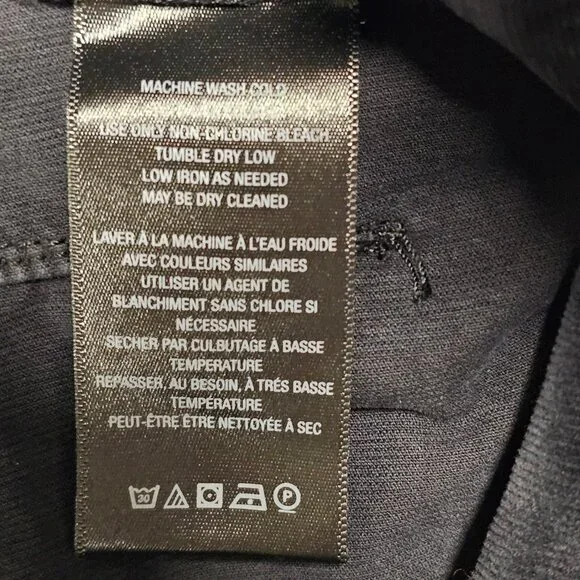 MACHINE WASH COLD
USE ONLY NON-CHLORINE BLEACH
TUMBLE DRY LOW
LOW IRON AS NEEDED
MAY BE DRY CLEANED
LAVER À LA MACHINE À L'EAU FROIDE
AVEC COULEURS SIMILAIRES
UTILISER UN AGENT DE
BLANCHIMENT SANS CHLORE SI
NÉCESSAIRE
SÉCHER PAR CULBUTAGE À BASSE
TEMPERATURE
REPASSER, AU BESOIN, À TRÉS BASSE
TEMPÉRATURE
PEUT-ÊTRE ÊTRE NETTOYÉE À SEC
30 P